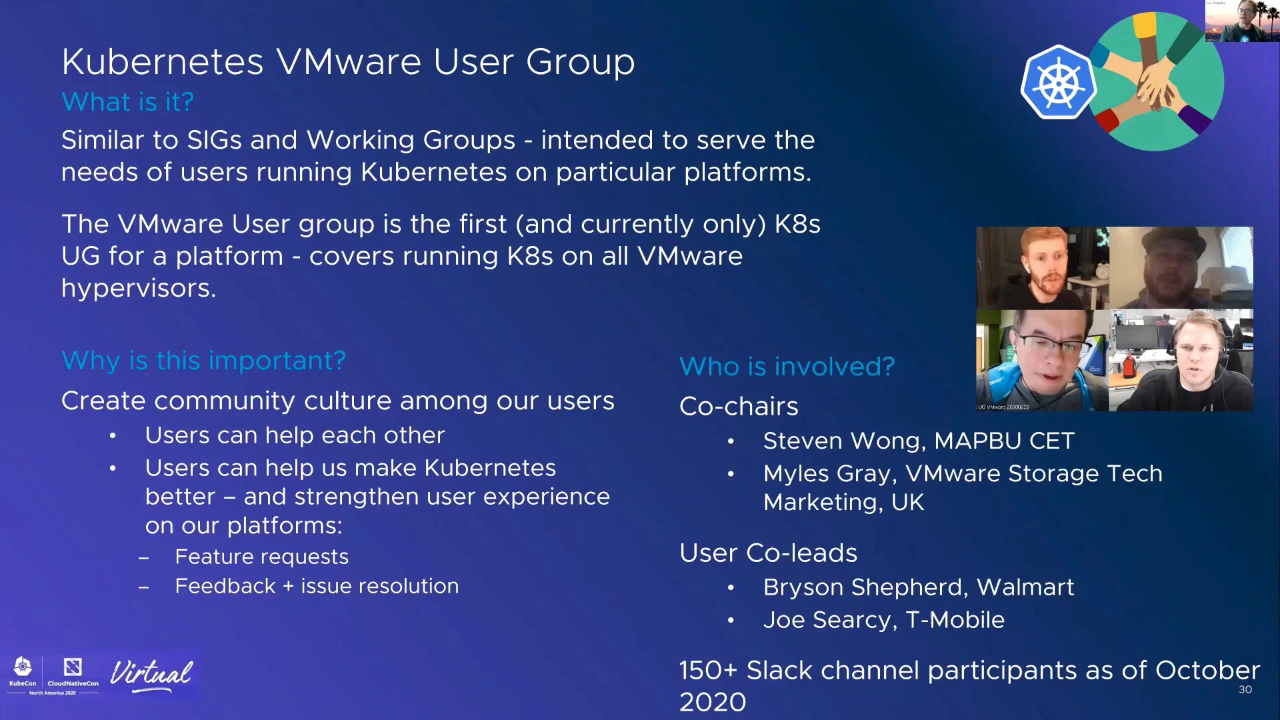 Kubernetes VMware User Group
What is it?
Similar to SIGs and Working Groups - intended to serve the
needs of users running Kubernetes on particular platforms.
The VMware User group is the first (and currently only) K8s
UG for a platform - covers running K8s on all VMware
hypervisors.
Why is this important?
Create community culture among our users
• Users can help each other
• Users can help us make Kubernetes
better – and strengthen user experience
on our platforms:
– Feature requests
– Feedback + issue resolution
Who is involved?
Co-chairs
• Steven Wong, MAPBU CET
• Myles Gray, VMware Storage Tech
Marketing, UK
User Co-leads
• Bryson Shepherd, Walmart
• Joe Searcy, T-Mobile
150+ Slack channel participants as of October
2020
KubeCon CloudNativeCon
North America 2020
Virtual
30